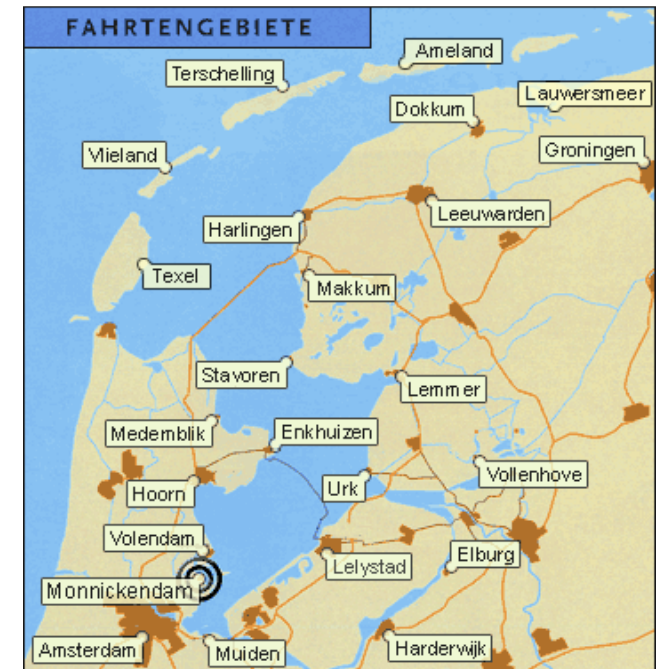 FAHRTENGEBIETE
Ameland
Terschelling
Lauwersmeer
Dokkum
Groningen
Vlieland
Leeuwarden
Harlingen
Texel
Makkum
Stavoren
Lemmer
Medemblik
Enkhuizen
Vollenhove
Hoorn
Urk
Volendam
Elburg
Lelystad
Monnickendam
Amsterdam
Muiden
Harderwijk